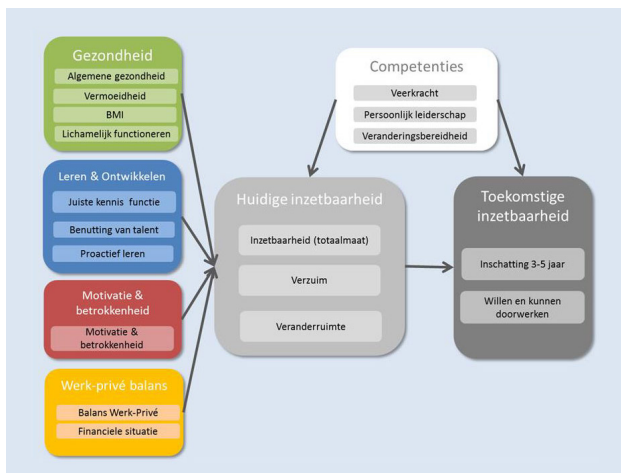 Gezondheid
Algemene gezondheid
Vermoeidheid
BMI
Lichamelijk functioneren
Leren & Ontwikkelen
Juiste kennis functie
Benutting van talent
Proactief leren
Motivatie &
betrokkenheid
Motivatie &
betrokkenheid
Werk-privé balans
Balans Werk-Privé
Financiele situatie
Competenties
Veerkracht
Persoonlijk leiderschap
Veranderingsbereidheid
Huidige inzetbaarheid
Inzetbaarheid (totaalmaat)
Verzuim
Veranderruimte
Toekomstige
inzetbaarheid
Inschatting 3-5 jaar
Willen en kunnen
doorwerken